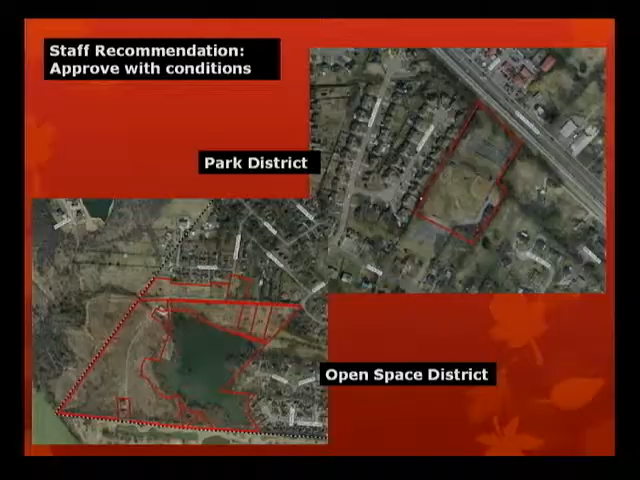 Staff Recommendation:
Approve with conditions
Park District
Open Space District